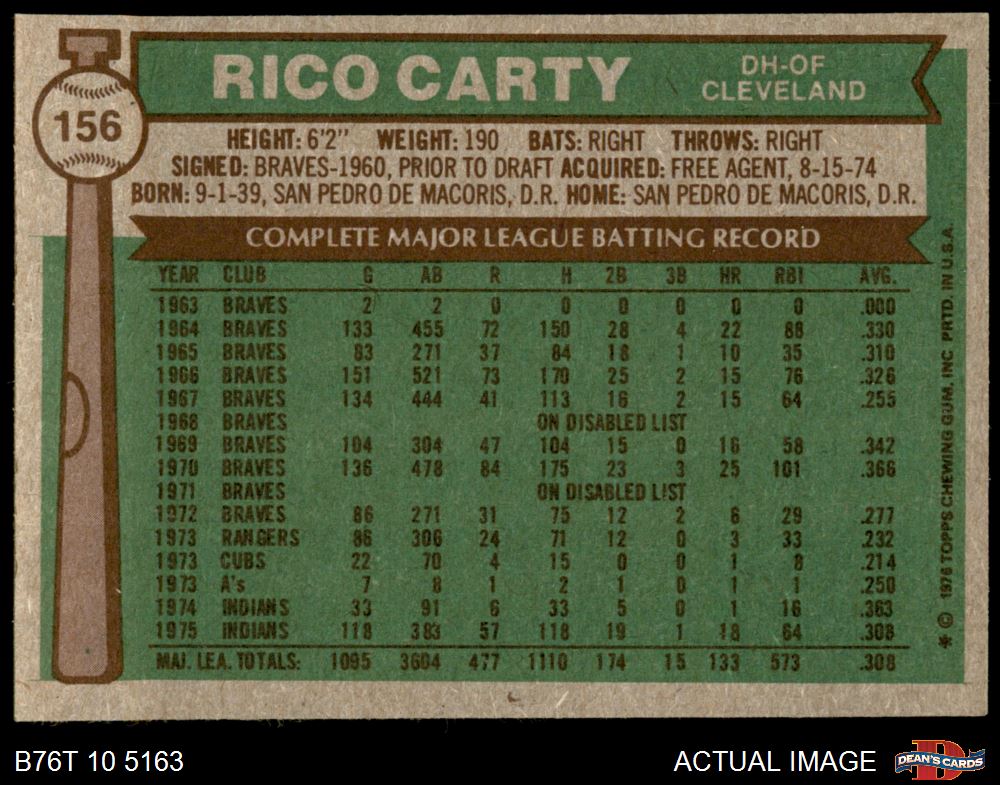 156
RICO CARTY
DH-OF
CLEVELAND
HEIGHT: 6'2" WEIGHT: 190 BATS: RIGHT THROWS: RIGHT
SIGNED: BRAVES-1960, PRIOR TO DRAFT ACQUIRED: FREE AGENT, 8-15-74
BORN: 9-1-39, SAN PEDRO DE MACORIS, D.R. HOME: SAN PEDRO DE MACORIS, D.R.
COMPLETE MAJOR LEAGUE BATTING RECORD
YEAR CLUB G AB R H 2B 3B HR RBI AVG.
1963 BRAVES 2 2 0 0 0 0 0 0 .000
1964 BRAVES 133 455 72 150 28 4 22 88 .330
1965 BRAVES 83 271 37 84 18 1 10 35 .310
1966 BRAVES 151 521 73 170 25 2 15 76 .326
1967 BRAVES 134 444 41 113 16 2 15 64 .255
1968 BRAVES ON DISABLED LIST
1969 BRAVES 104 304 47 104 15 0 16 58 .342
1970 BRAVES 136 478 84 175 23 3 25 101 .366
1971 BRAVES ON DISABLED LIST
1972 BRAVES 86 271 31 75 12 2 6 29 .277
1973 RANGERS 86 306 24 71 12 0 3 33 .232
1973 CUBS 22 70 4 15 0 0 1 8 .214
1973 A's 7 8 1 2 1 0 1 1 .250
1974 INDIANS 33 91 6 33 5 0 1 16 .363
1975 INDIANS 118 383 57 118 19 1 18 64 .308
MAJ. LEA. TOTALS: 1095 3604 477 1110 174 15 133 573 .308
* © 1976 TOPPS CHEWING GUM, INC PRTD. IN U.S.A.
B76T 10 5163
ACTUAL IMAGE
DEAN'S CARDS